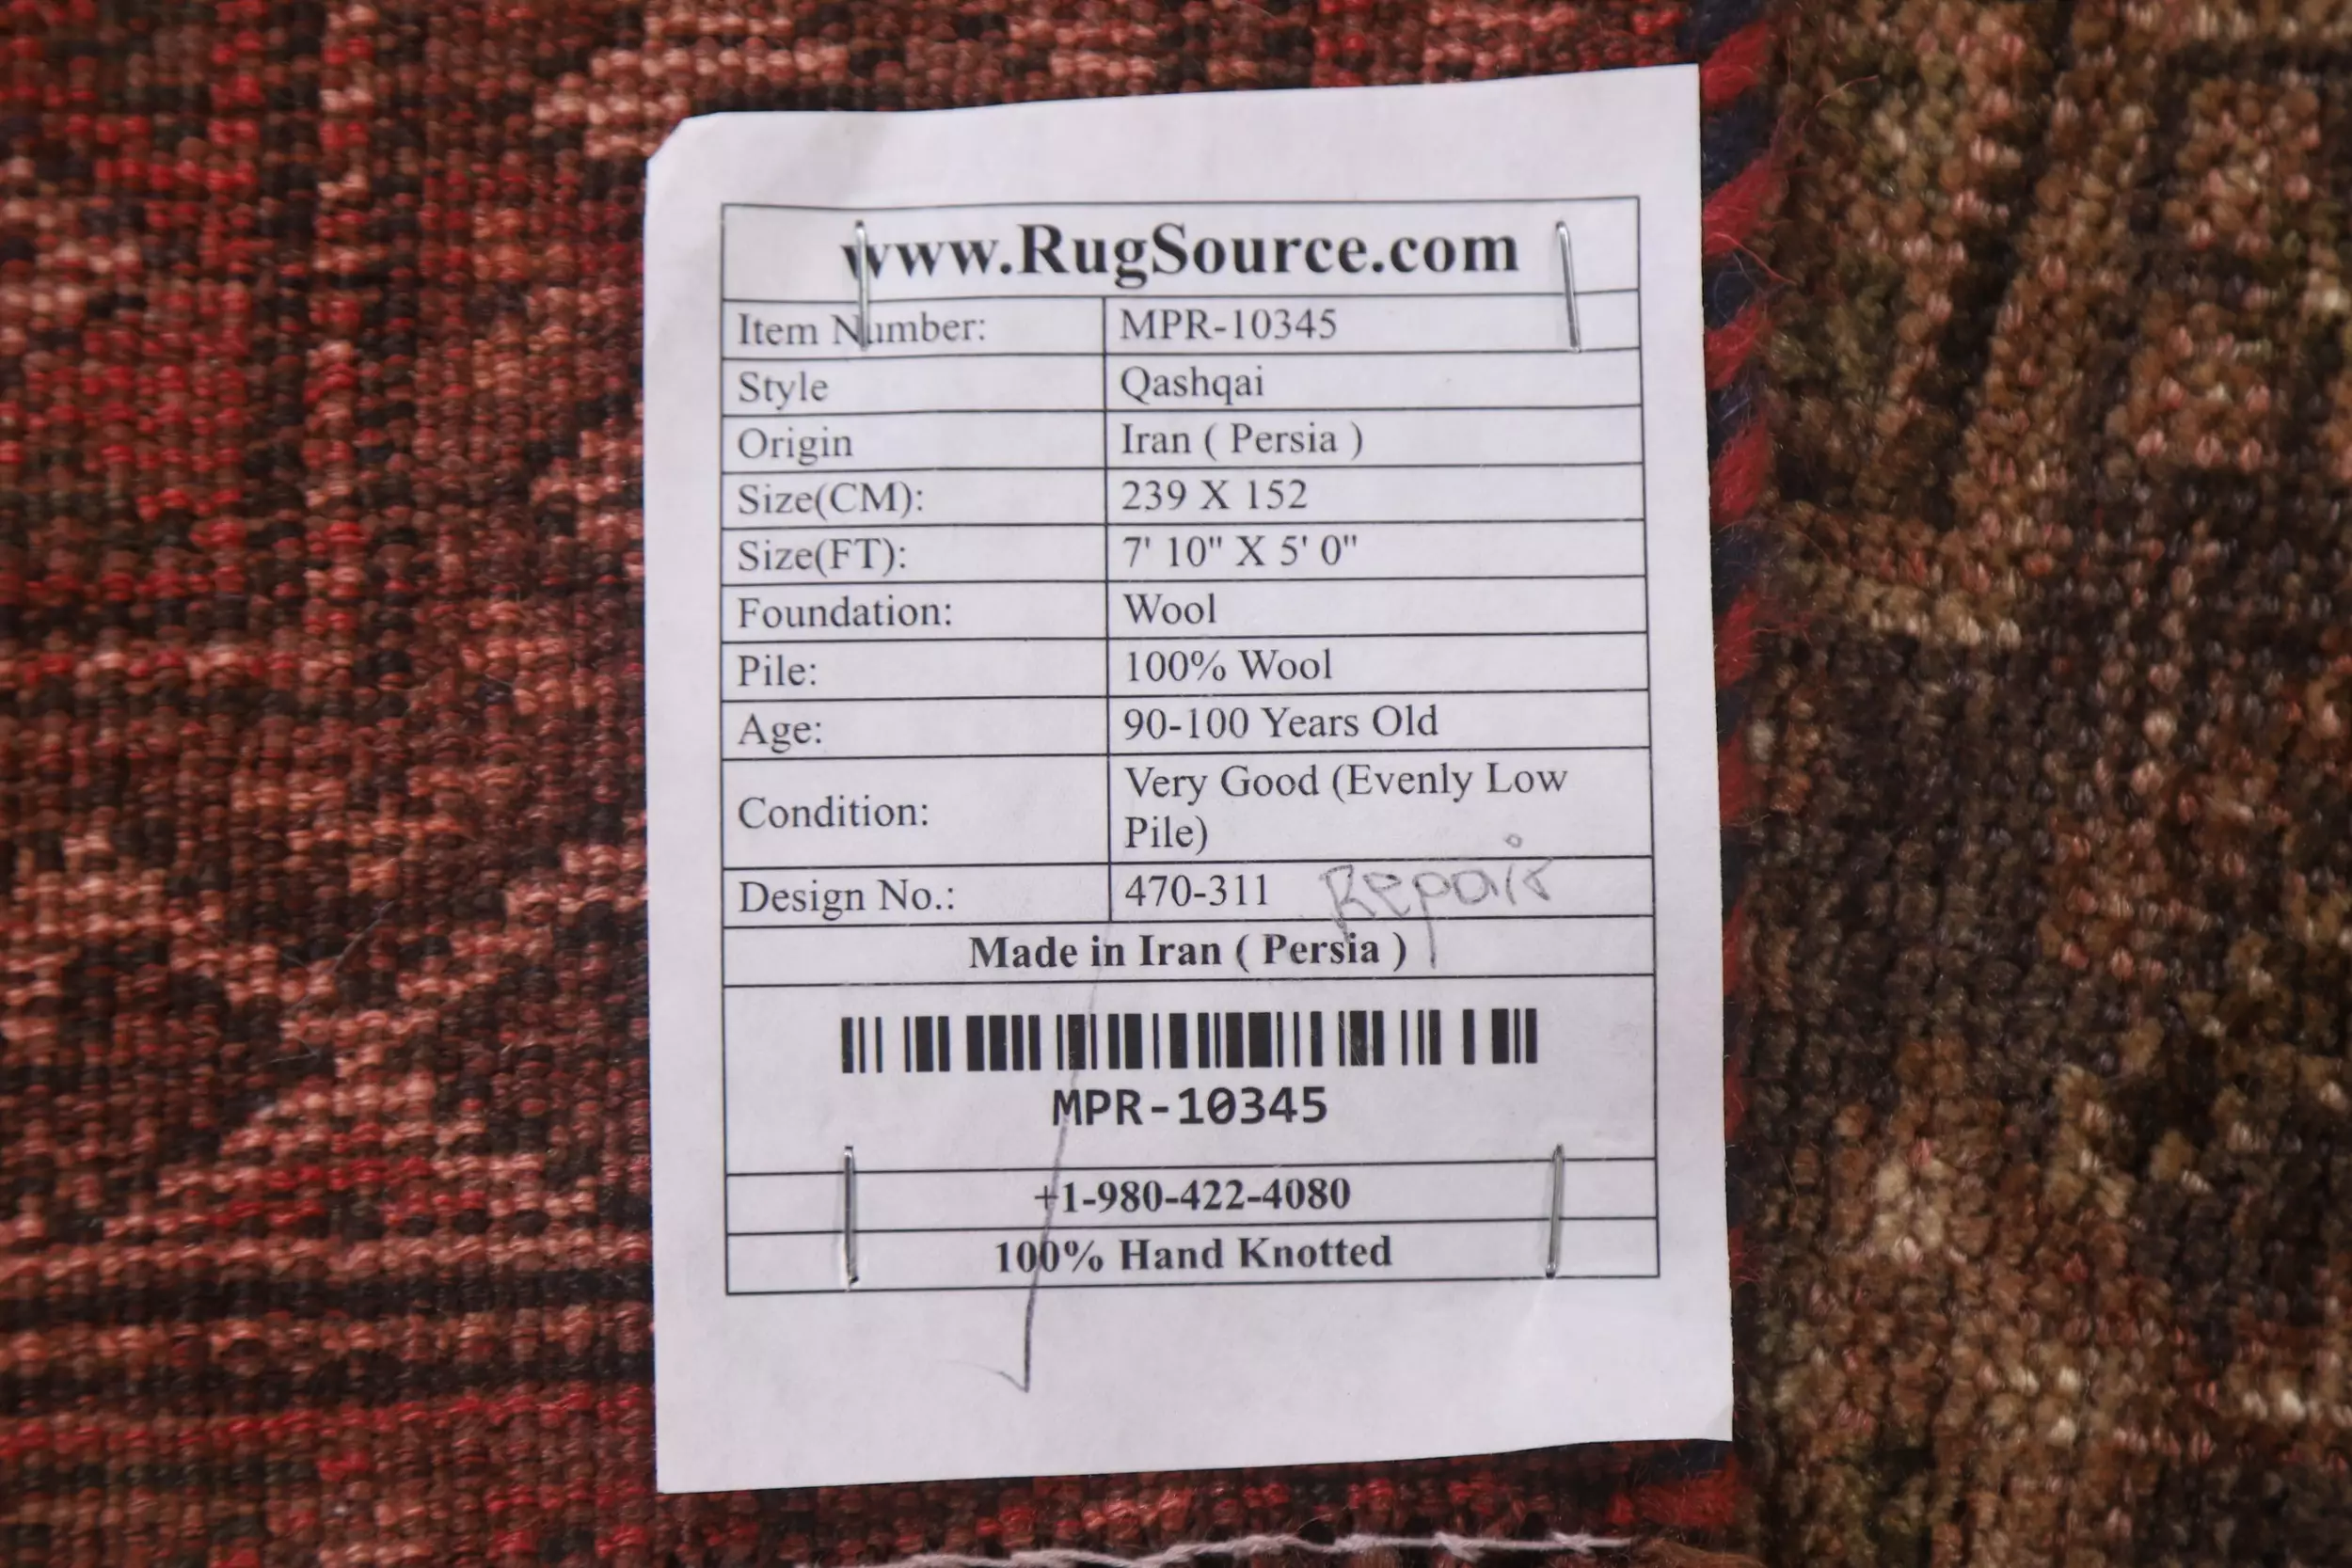 www.RugSource.com
Item Number: MPR-10345
Style Qashqai
Origin Iran ( Persia )
Size(CM): 239 X 152
Size(FT): 7' 10" X 5' 0"
Foundation: Wool
Pile: 100% Wool
Age: 90-100 Years Old
Condition: Very Good (Evenly Low
Pile)
Design No.: 470-311 Repair
Made in Iran ( Persia )
MPR-10345
+1-980-422-4080
100% Hand Knotted